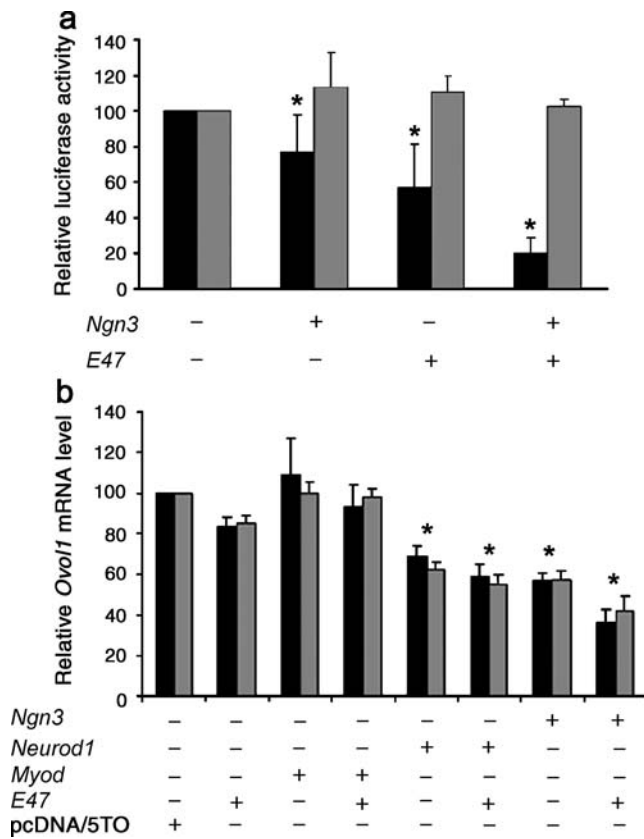 a
Relative luciferase activity
140
120
100
80
60
40
20
0
* * *
Ngn3 – + – +
E47 – – + +
b
Relative Ovol1 mRNA level
140
120
100
80
60
40
20
0
* * * *
Ngn3 – – – – – – + +
Neurod1 – – – – + + – –
Myod – – + + – – – –
E47 – + – + – + – +
pcDNA/5TO + – – – – – – –